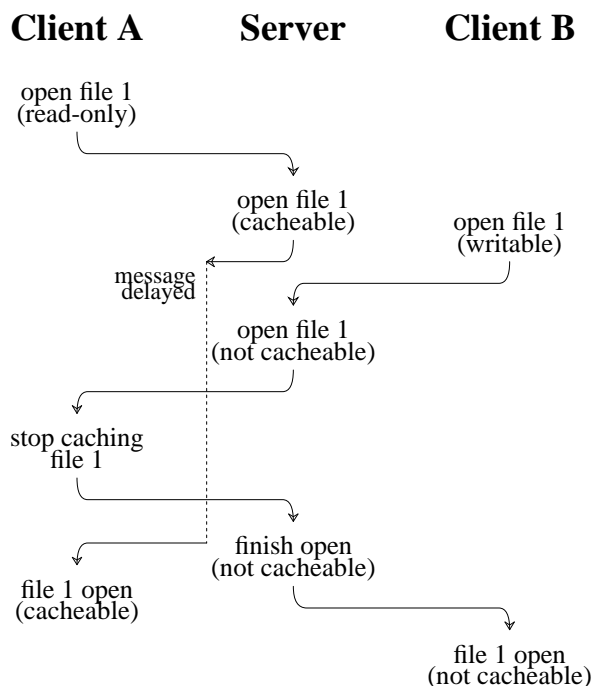 Client A
Server
Client B
open file 1
(read-only)
open file 1
(cacheable)
open file 1
(writable)
message
delayed
open file 1
(not cacheable)
stop caching
file 1
finish open
(not cacheable)
file 1 open
(cacheable)
file 1 open
(not cacheable)